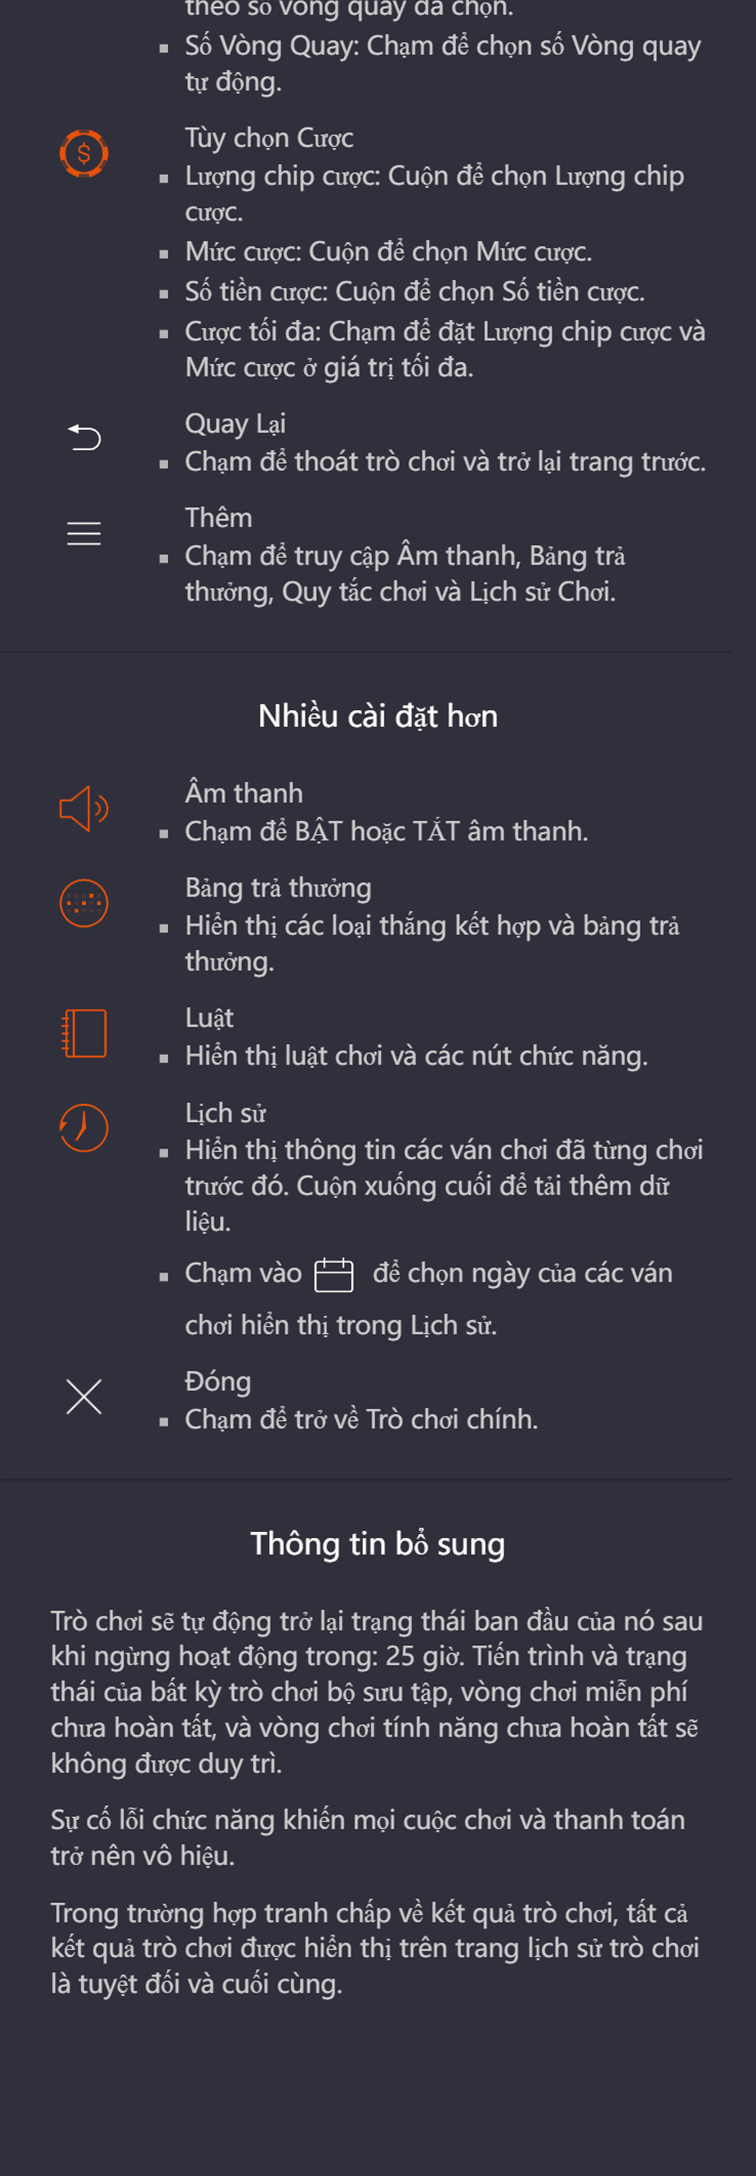 theo số vòng quay đã chọn.
Số Vòng Quay: Chạm để chọn số Vòng quay
tự động.
Tùy chọn Cược
Lượng chip cược: Cuộn để chọn Lượng chip
cược.
Mức cược: Cuộn để chọn Mức cược.
Số tiền cược: Cuộn để chọn Số tiền cược.
Cược tối đa: Chạm để đặt Lượng chip cược và
Mức cược ở giá trị tối đa.
Quay Lại
Chạm để thoát trò chơi và trở lại trang trước.
Thêm
Chạm để truy cập Âm thanh, Bảng trả
thưởng, Quy tắc chơi và Lịch sử Chơi.
Nhiều cài đặt hơn
Âm thanh
Chạm để BẬT hoặc TẮT âm thanh.
Bảng trả thưởng
Hiển thị các loại thắng kết hợp và bảng trả
thưởng.
Luật
Hiển thị luật chơi và các nút chức năng.
Lịch sử
Hiển thị thông tin các ván chơi đã từng chơi
trước đó. Cuộn xuống cuối để tải thêm dữ
liệu.
Chạm vào để chọn ngày của các ván
chơi hiển thị trong Lịch sử.
Đóng
Chạm để trở về Trò chơi chính.
Thông tin bổ sung
Trò chơi sẽ tự động trở lại trạng thái ban đầu của nó sau
khi ngừng hoạt động trong: 25 giờ. Tiến trình và trạng
thái của bất kỳ trò chơi bộ sưu tập, vòng chơi miễn phí
chưa hoàn tất, và vòng chơi tính năng chưa hoàn tất sẽ
không được duy trì.
Sự cố lỗi chức năng khiến mọi cuộc chơi và thanh toán
trở nên vô hiệu.
Trong trường hợp tranh chấp về kết quả trò chơi, tất cả
kết quả trò chơi được hiển thị trên trang lịch sử trò chơi
là tuyệt đối và cuối cùng.